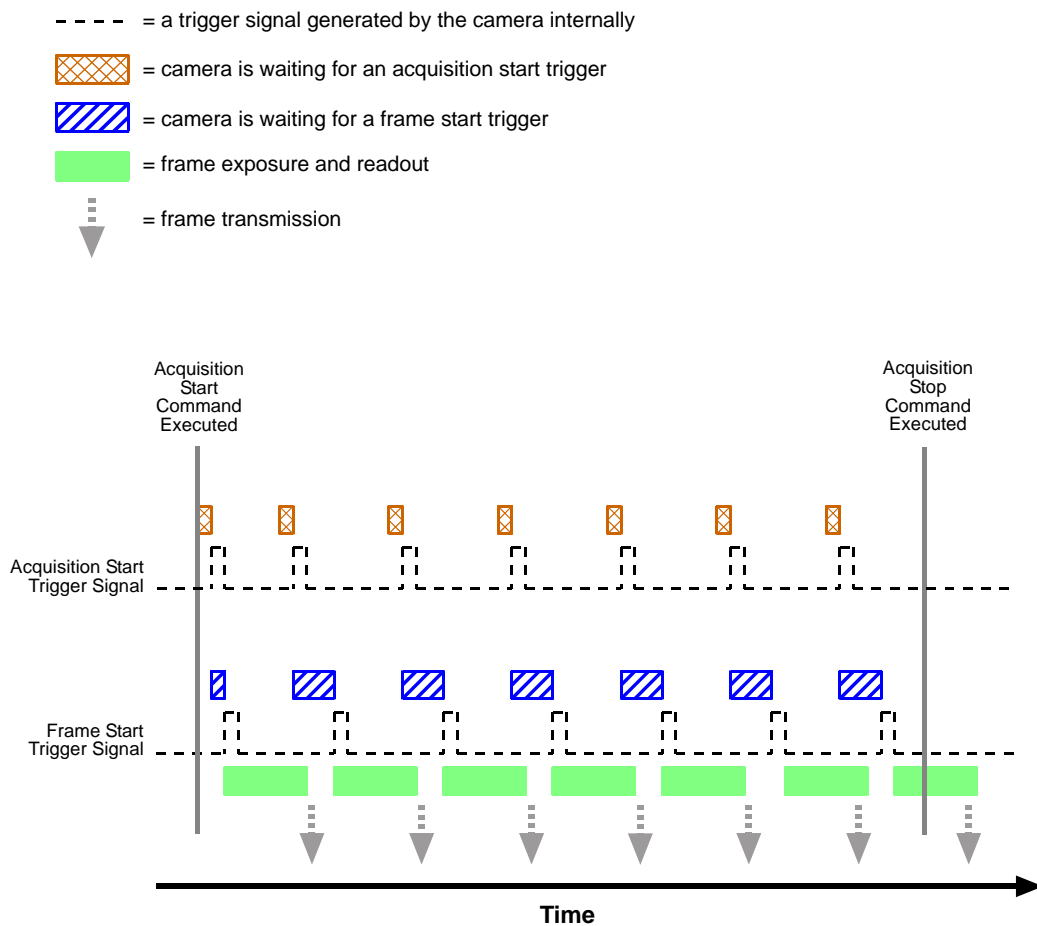 = a trigger signal generated by the camera internally
= camera is waiting for an acquisition start trigger
= camera is waiting for a frame start trigger
= frame exposure and readout
= frame transmission
Acquisition
Start
Command
Executed
Acquisition
Stop
Command
Executed
Acquisition Start
Trigger Signal
Frame Start
Trigger Signal
Time